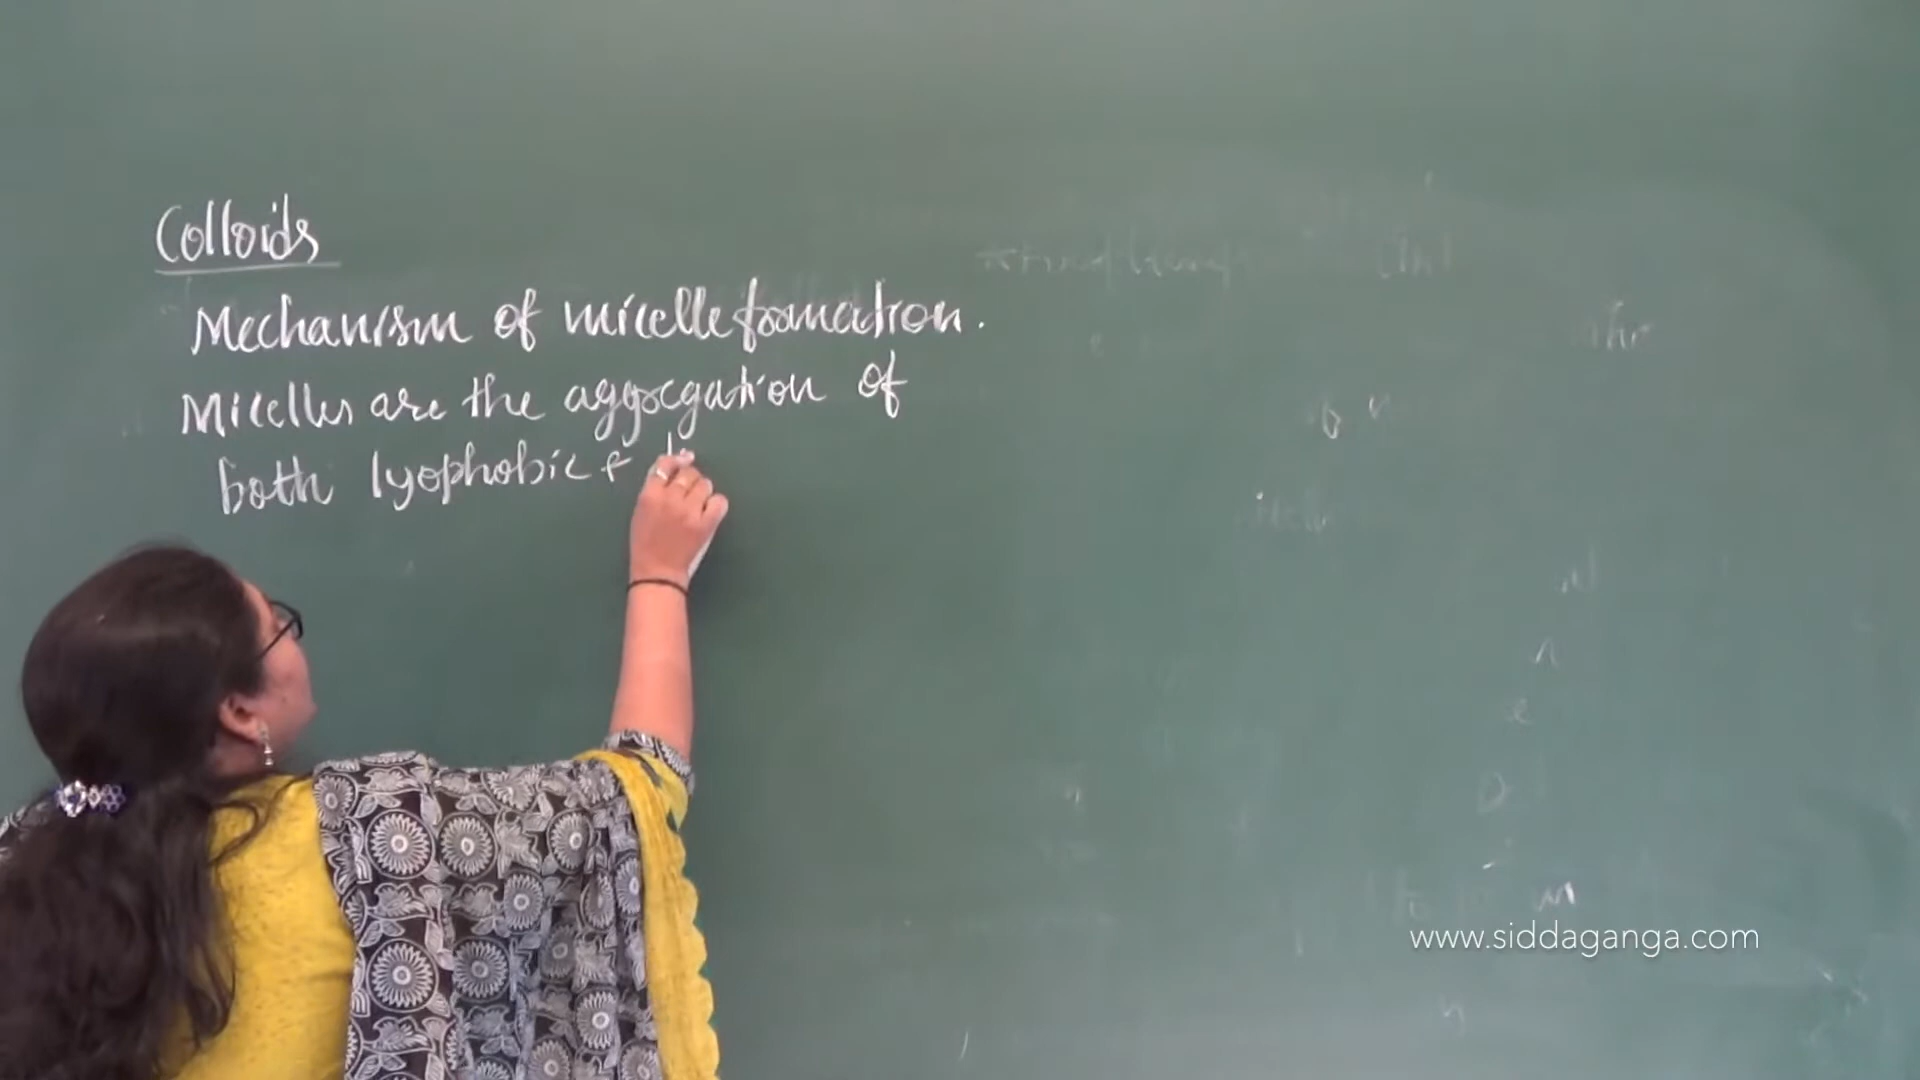 Colloids
Mechanism of micelle formation.
Micelles are the aggregation of
both lyophobic &
www.siddaganga.com